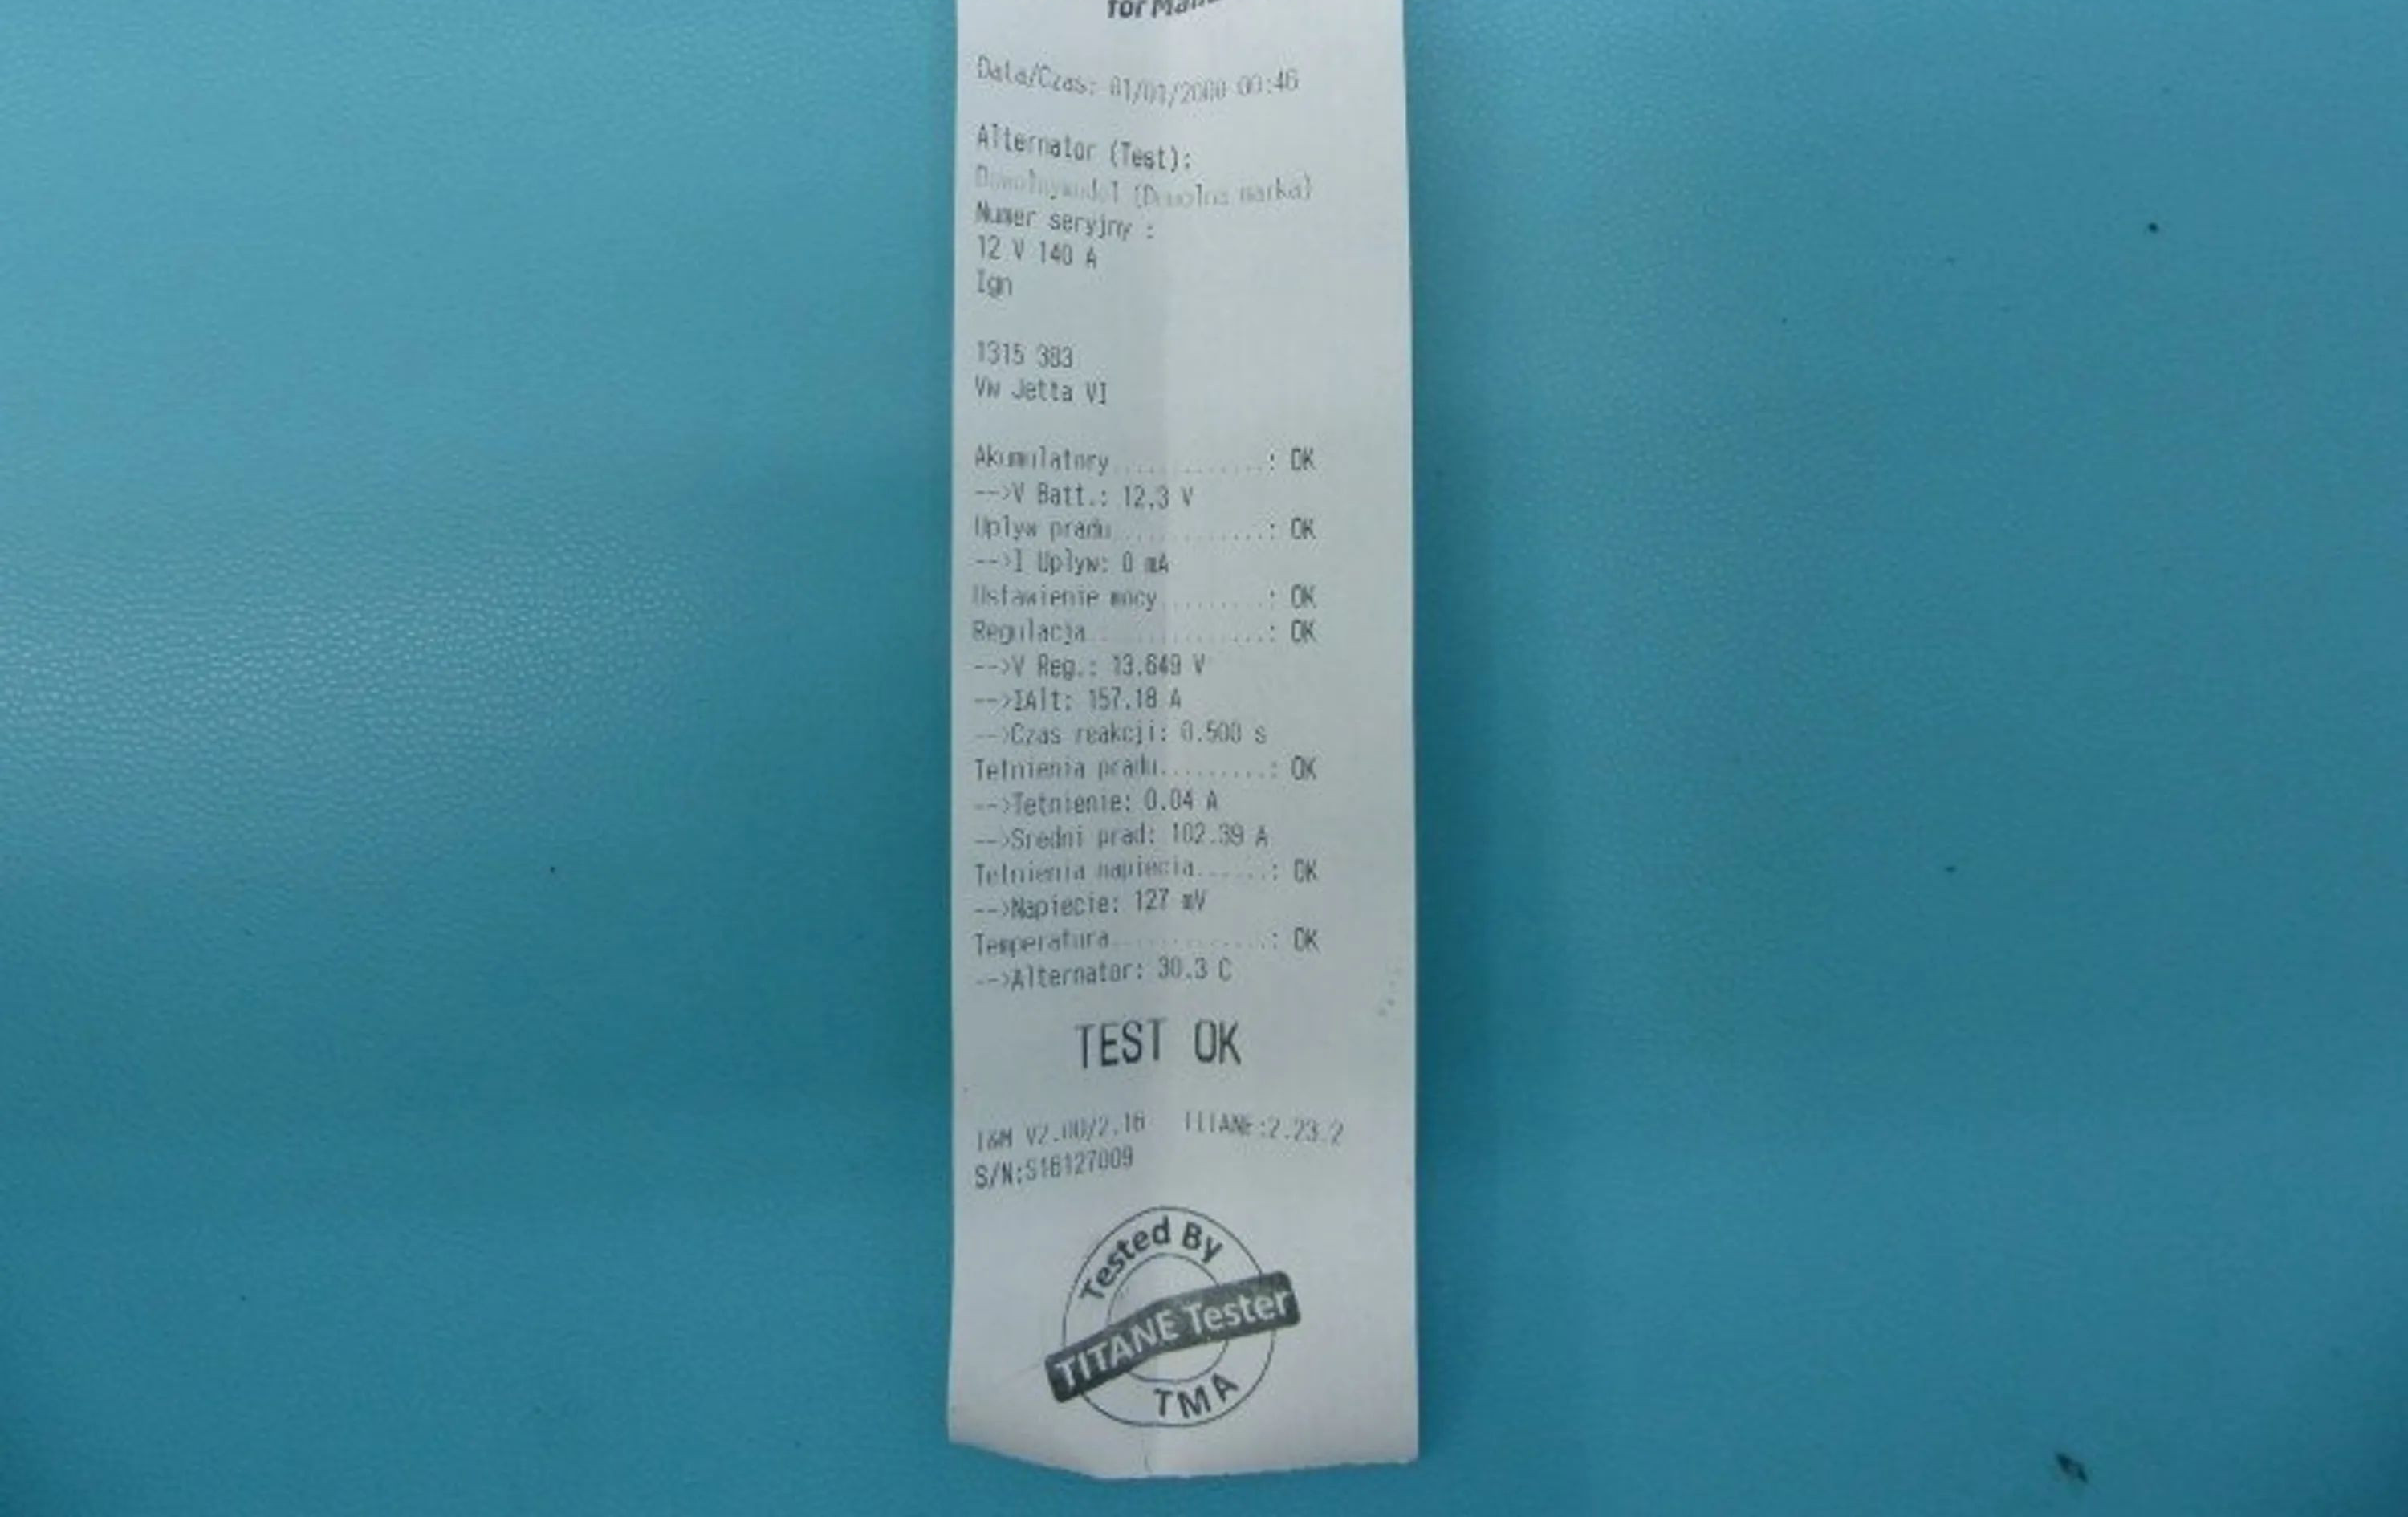 for
Data/Czas: 01/01/2000 00:46
Alternator (Test):
(Dowolna marka)
Numer seryjny :
12 V 140 A
Ign
1315 383
Vw Jetta VI
Akumulatory.............: OK
-->V Batt.: 12.3 V
Uplyw pradu.............: OK
-->I Uplyw: 0 mA
Ustawienie mocy.........: OK
Regulacja...............: OK
-->V Reg.: 13.649 V
-->IAlt: 157.18 A
-->Czas reakcji: 0.500 s
Tetnienia pradu.........: OK
-->Tetnienie: 0.04 A
-->Sredni prad: 102.39 A
Tetnienia napiecia......: OK
-->Napiecie: 127 mV
Temperatura.............: OK
-->Alternator: 30.3 C
TEST OK
I&M V2.00/2.16 TITANE:2.23.2
S/N:516127009
Tested By
TITANE Tester
TMA